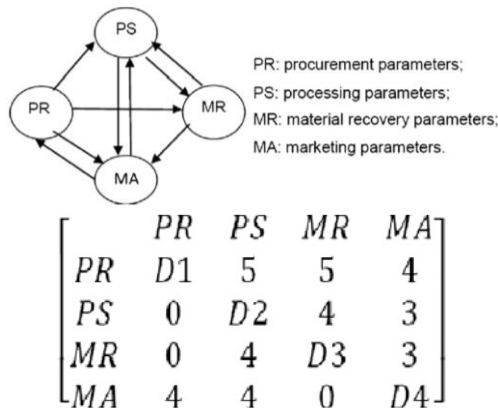 PS
PR
MR
MA
PR: procurement parameters;
PS: processing parameters;
MR: material recovery parameters;
MA: marketing parameters.
PR PS MR MA
PR D1 5 5 4
PS 0 D2 4 3
MR 0 4 D3 3
MA 4 4 0 D4